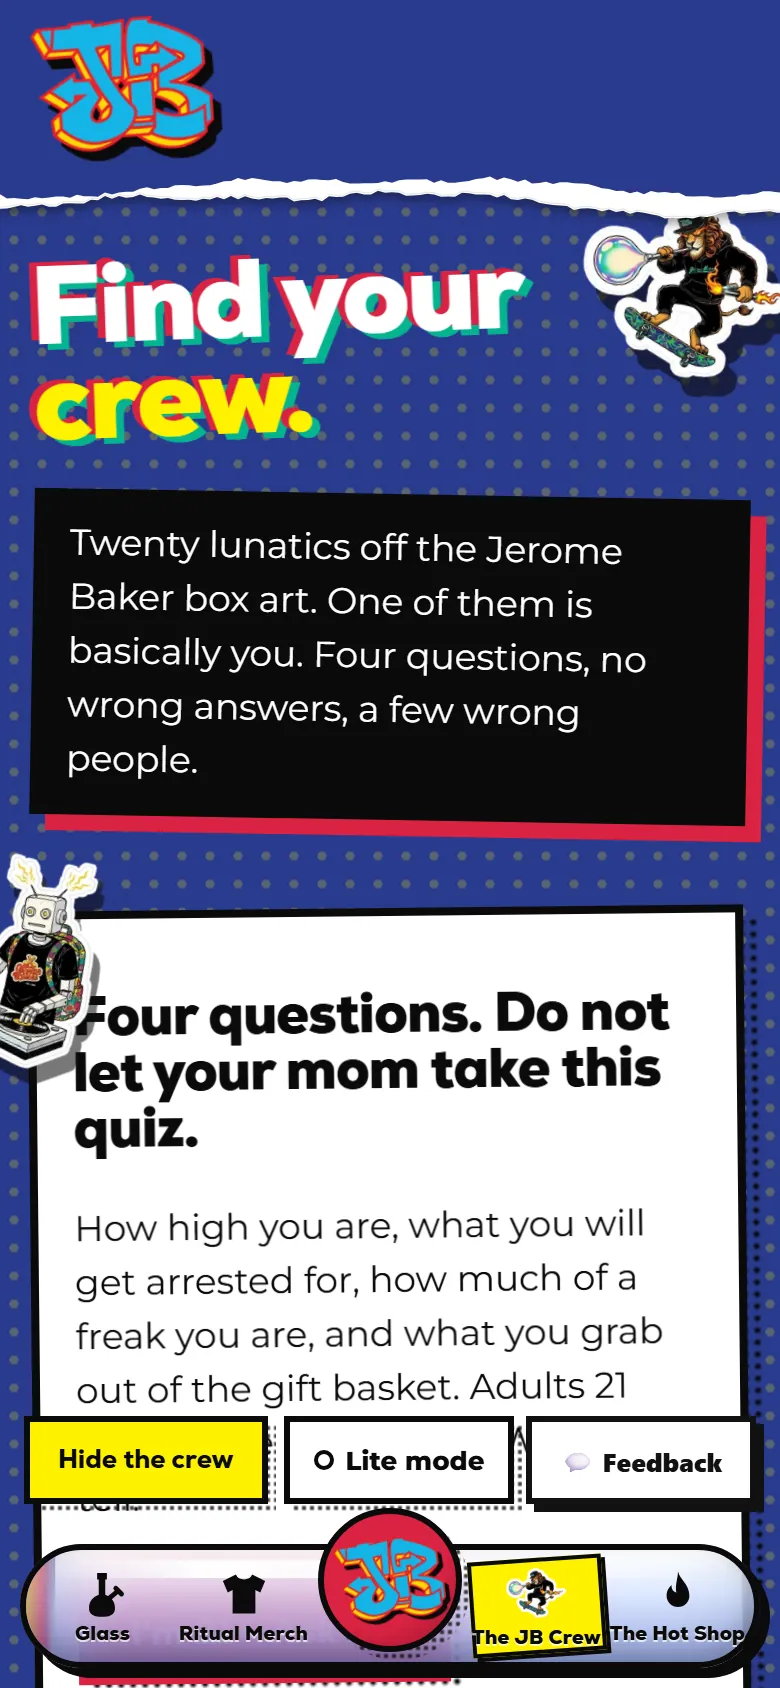 JB
Find your
crew.
Twenty lunatics off the Jerome
Baker box art. One of them is
basically you. Four questions, no
wrong answers, a few wrong
people.
Four questions. Do not
let your mom take this
quiz.
How high you are, what you will
get arrested for, how much of a
freak you are, and what you grab
out of the gift basket. Adults 21
Hide the crew
Lite mode
Feedback
JB
Glass
Ritual Merch
The JB Crew
The Hot Shop